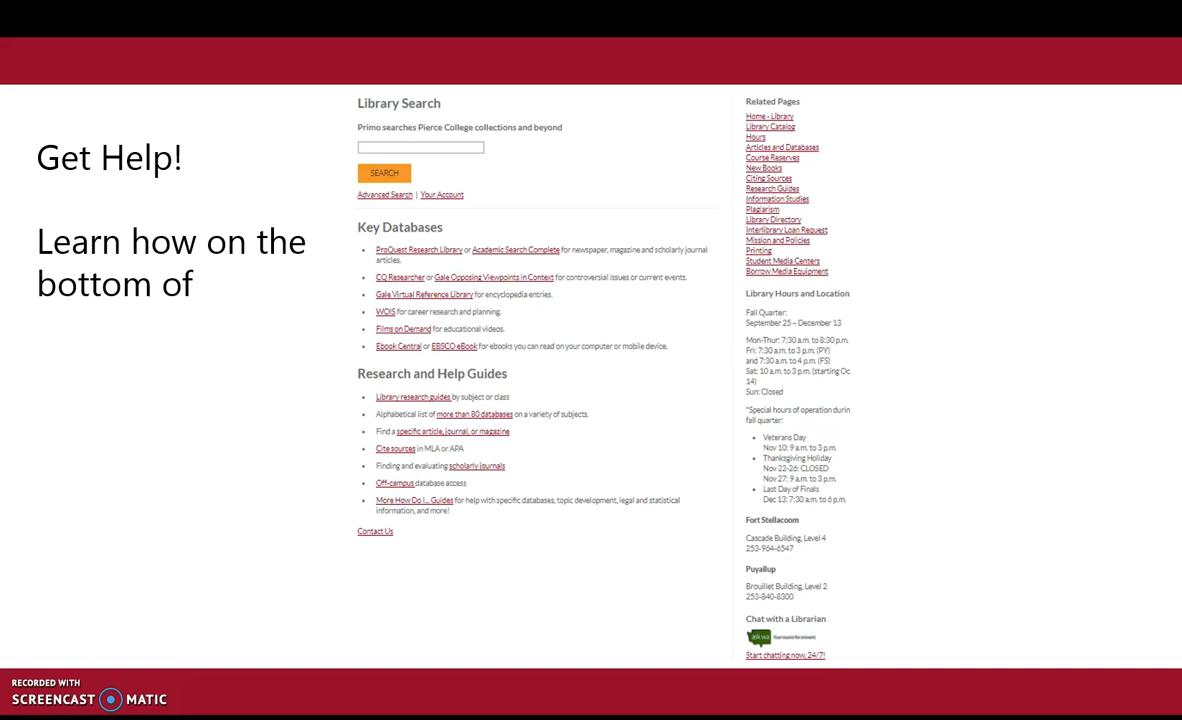 Get Help!
Learn how on the
bottom of
Library Search
Primo searches Pierce College collections and beyond
SEARCH
Advanced Search | Your Account
Key Databases
• ProQuest Research Library or Academic Search Complete for newspaper, magazine and scholarly journal
articles.
• CQ Researcher or Gale Opposing Viewpoints in Context for controversial issues or current events.
• Gale Virtual Reference Library for encyclopedia entries.
• WOIS for career research and planning.
• Films on Demand for educational videos.
• Ebook Central or EBSCO eBook for ebooks you can read on your computer or mobile device.
Research and Help Guides
• Library research guides by subject or class
• Alphabetical list of more than 80 databases on a variety of subjects.
• Find a specific article, journal, or magazine
• Cite sources in MLA or APA
• Finding and evaluating scholarly journals
• Off-campus database access
• More How Do I... Guides for help with specific databases, topic development, legal and statistical
information, and more!
Contact Us
Related Pages
Home - Library
Library Catalog
Hours
Articles and Databases
Course Reserves
New Books
Citing Sources
Research Guides
Information Studies
Plagiarism
Library Directory
Interlibrary Loan Request
Mission and Policies
Printing
Student Media Centers
Borrow Media Equipment
Library Hours and Location
Fall Quarter:
September 25 – December 13
Mon-Thur: 7:30 a.m. to 8:30 p.m.
Fri: 7:30 a.m. to 3 p.m. (PY)
and 7:30 a.m. to 4 p.m. (FS)
Sat: 10 a.m. to 3 p.m. (starting Oc
14)
Sun: Closed
*Special hours of operation durin
fall quarter:
• Veterans Day
Nov 10: 9 a.m. to 3 p.m.
• Thanksgiving Holiday
Nov 22-26: CLOSED
Nov 27: 9 a.m. to 3 p.m.
• Last Day of Finals
Dec 13: 7:30 a.m. to 6 p.m.
Fort Steilacoom
Cascade Building, Level 4
253-964-6547
Puyallup
Brouillet Building, Level 2
253-840-8300
Chat with a Librarian
ask wa
Your source for answers
Start chatting now, 24/7!
RECORDED WITH
SCREENCAST MATIC